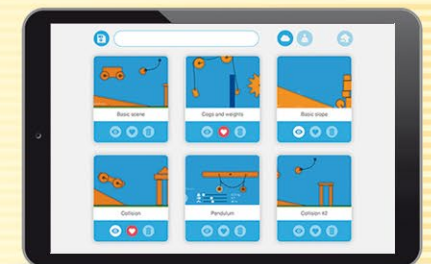 Basic scene
Cogs and weights
Basic slope
Collision
Pendulum
Collision #2